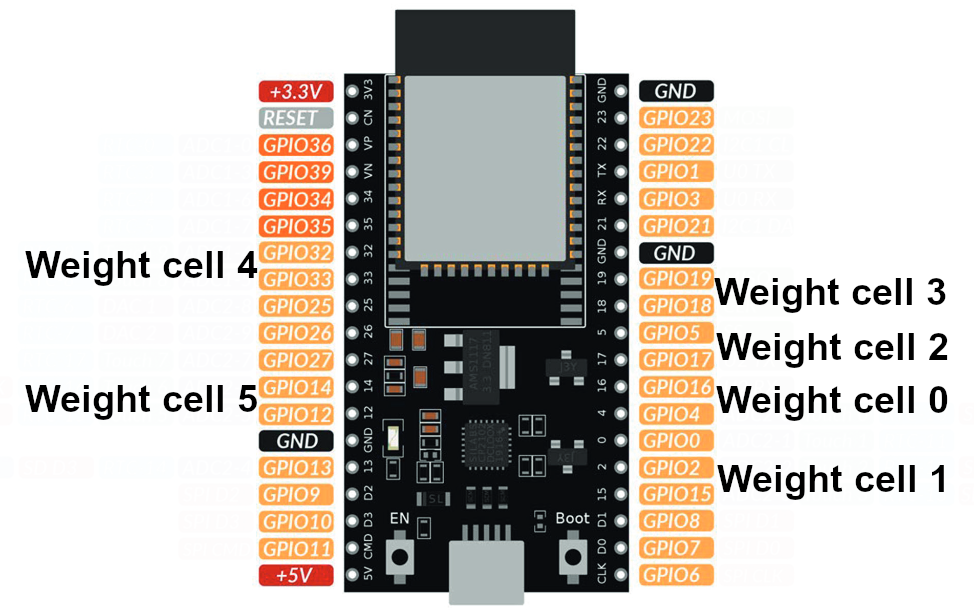 +3.3V
RESET
GPIO36
GPIO39
GPIO34
GPIO35
GPIO32
GPIO33
GPIO25
GPIO26
GPIO27
GPIO14
GPIO12
GND
GPIO13
GPIO9
GPIO10
GPIO11
+5V
Weight cell 4
Weight cell 5
3V3
CN
VP
VN
34
35
32
33
25
26
27
14
12
GND
13
D2
D3
CMD
5V
EN
Boot
SL
GND
23
22
TX
RX
21
GND
19
18
5
17
16
4
0
2
15
D1
D0
CLK
GND
GPIO23
GPIO22
GPIO1
GPIO3
GPIO21
GND
GPIO19
GPIO18
GPIO5
GPIO17
GPIO16
GPIO4
GPIO0
GPIO2
GPIO15
GPIO8
GPIO7
GPIO6
Weight cell 3
Weight cell 2
Weight cell 0
Weight cell 1